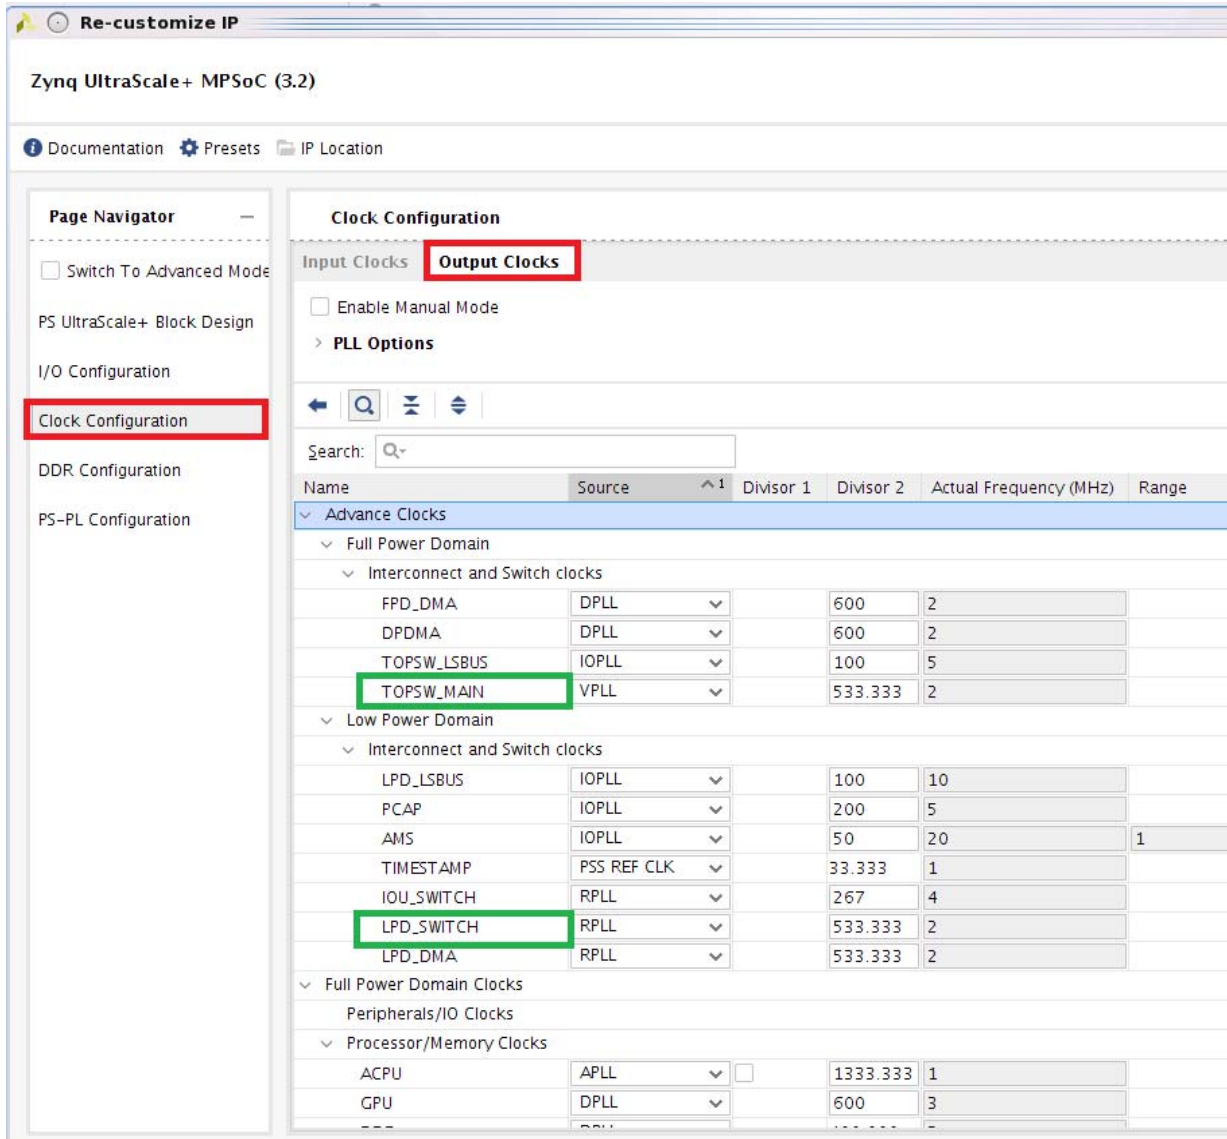 Re-customize IP
Zynq UltraScale+ MPSoC (3.2)
Documentation Presets IP Location
Page Navigator
Switch To Advanced Mode
PS UltraScale+ Block Design
I/O Configuration
Clock Configuration
DDR Configuration
PS-PL Configuration
Clock Configuration
Input Clocks Output Clocks
Enable Manual Mode
PLL Options
Search:
Name Source 1 Divisor 1 Divisor 2 Actual Frequency (MHz) Range
Advance Clocks
Full Power Domain
Interconnect and Switch clocks
FPD_DMA DPLL 600 2
DPDMA DPLL 600 2
TOPSW_LSBUS IOPLL 100 5
TOPSW_MAIN VPLL 533.333 2
Low Power Domain
Interconnect and Switch clocks
LPD_LSBUS IOPLL 100 10
PCAP IOPLL 200 5
AMS IOPLL 50 20 1
TIMESTAMP PSS REF CLK 33.333 1
IOU_SWITCH RPLL 267 4
LPD_SWITCH RPLL 533.333 2
LPD_DMA RPLL 533.333 2
Full Power Domain Clocks
Peripherals/IO Clocks
Processor/Memory Clocks
ACPU APLL 1333.333 1
GPU DPLL 600 3